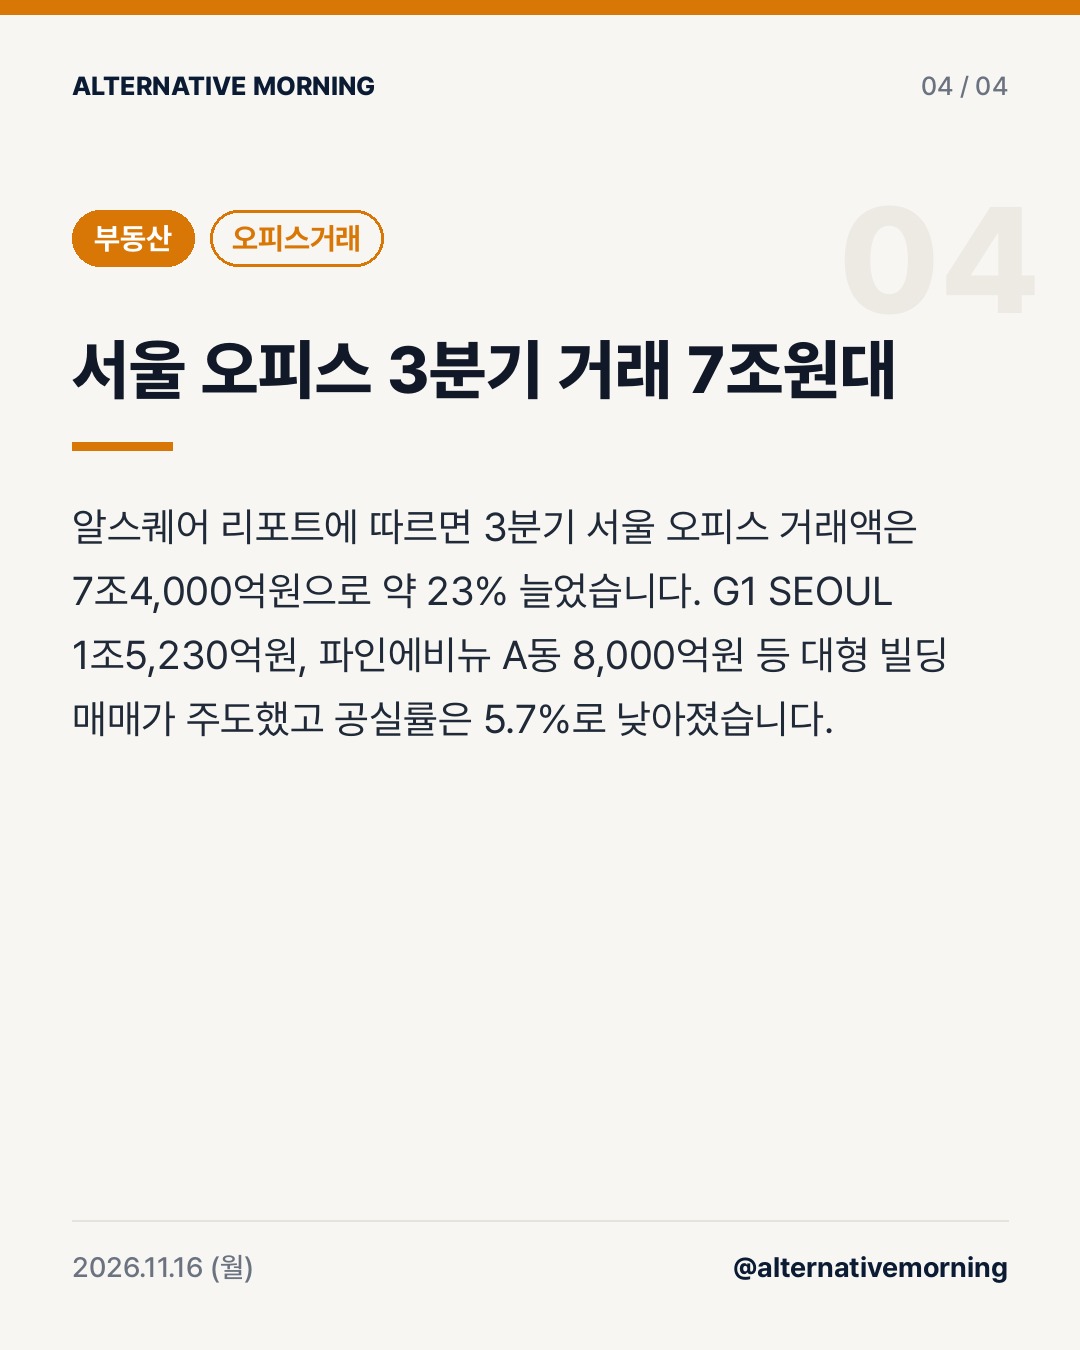 ALTERNATIVE MORNING
04 / 04
부동산
오피스거래
04
서울 오피스 3분기 거래 7조원대
알스퀘어 리포트에 따르면 3분기 서울 오피스 거래액은
7조4,000억원으로 약 23% 늘었습니다. G1 SEOUL
1조5,230억원, 파인에비뉴 A동 8,000억원 등 대형 빌딩
매매가 주도했고 공실률은 5.7%로 낮아졌습니다.
2026.11.16 (월)
@alternativemorning